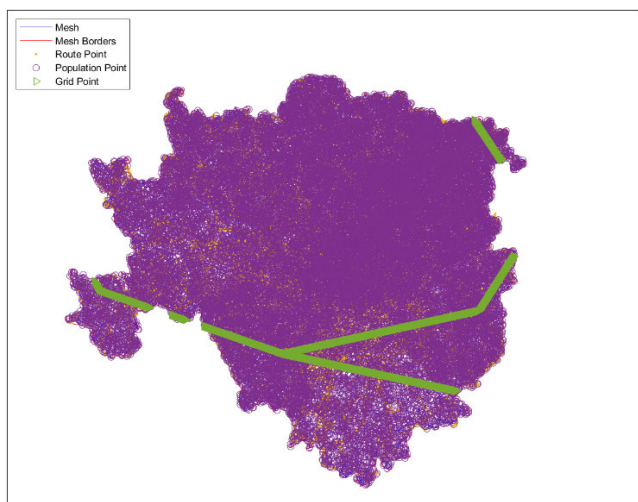 Mesh
Mesh Borders
Route Point
Population Point
Grid Point